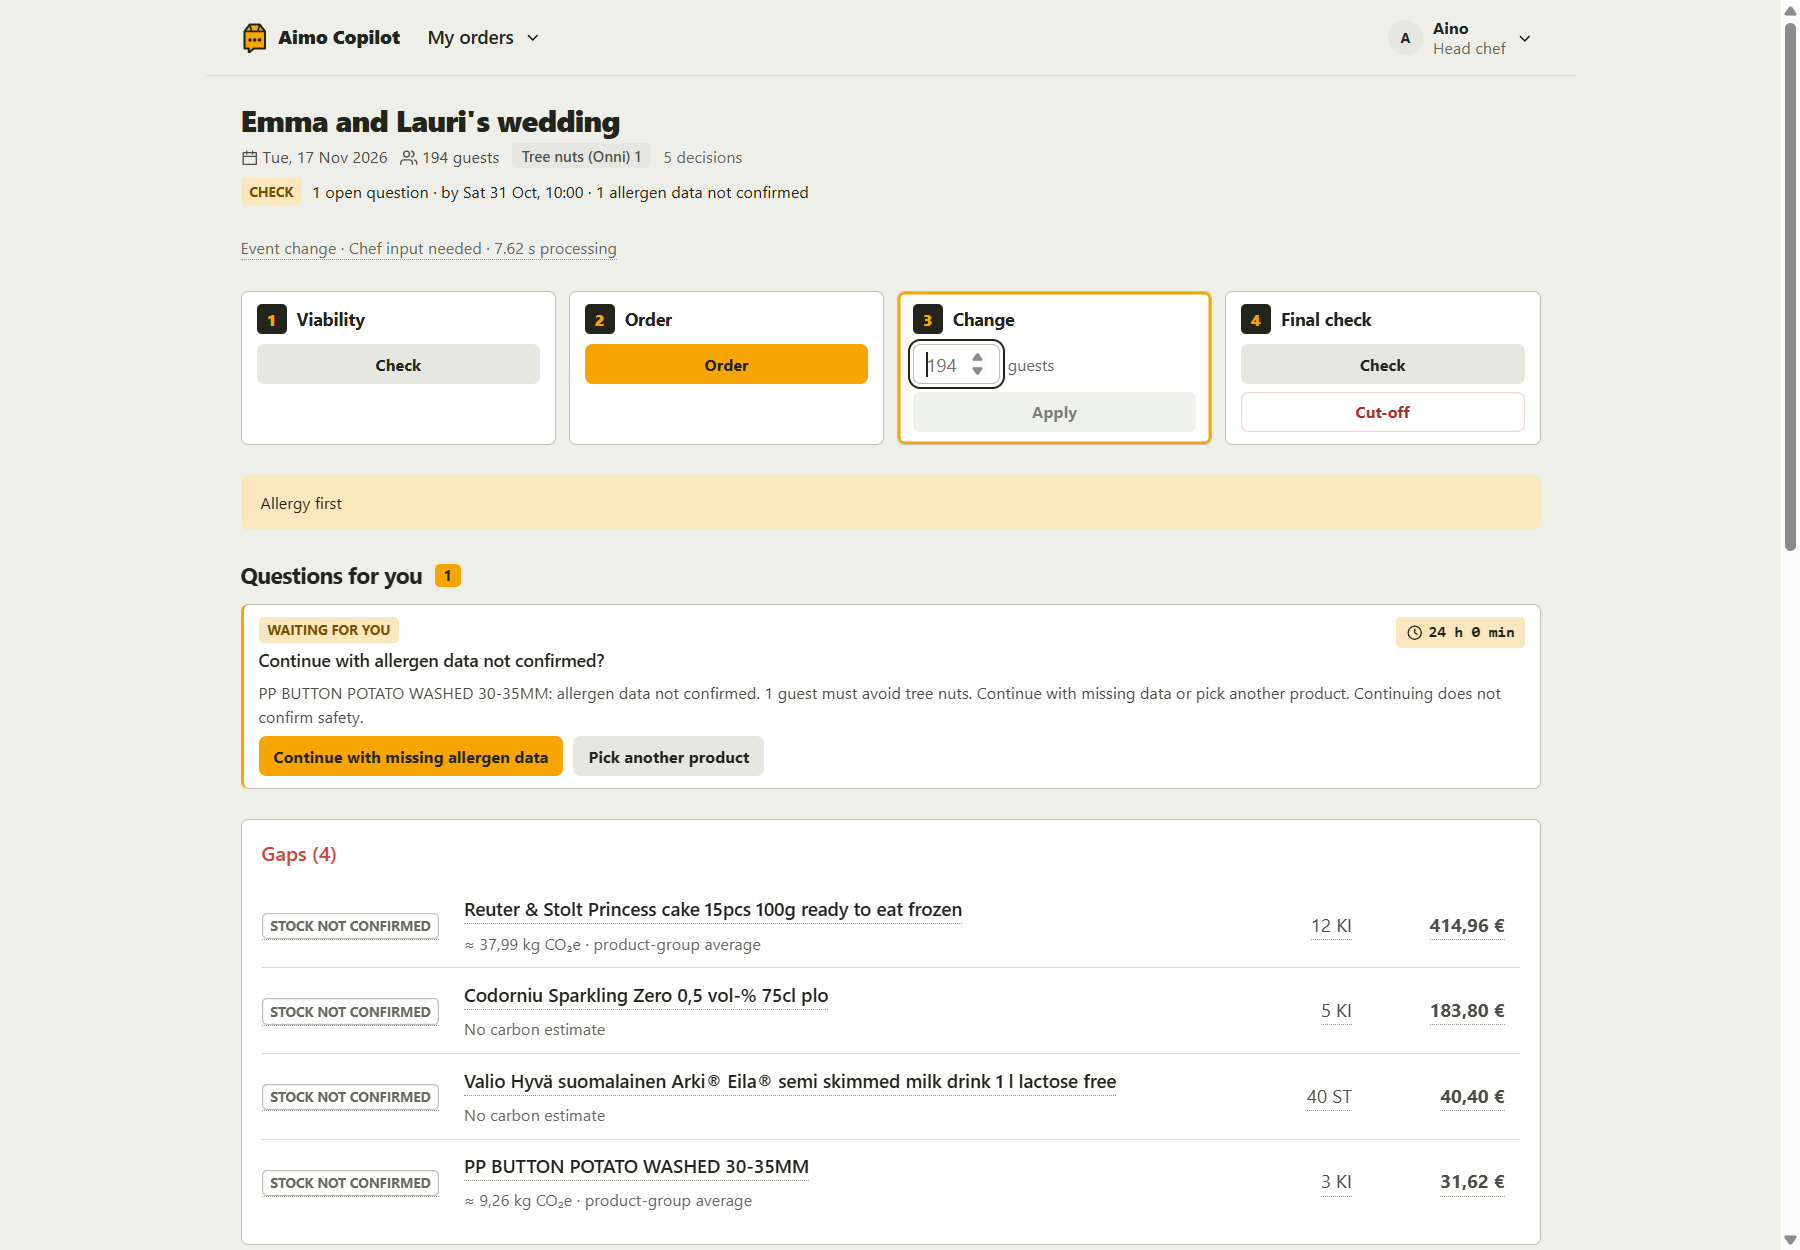 Aimo Copilot
My orders
A
Aino
Head chef
Emma and Lauri's wedding
Tue, 17 Nov 2026
194 guests
Tree nuts (Onni) 1
5 decisions
CHECK
1 open question · by Sat 31 Oct, 10:00 · 1 allergen data not confirmed
Event change · Chef input needed · 7.62 s processing
1 Viability
Check
2 Order
Order
3 Change
194 guests
Apply
4 Final check
Check
Cut-off
Allergy first
Questions for you 1
WAITING FOR YOU
24 h 0 min
Continue with allergen data not confirmed?
PP BUTTON POTATO WASHED 30-35MM: allergen data not confirmed. 1 guest must avoid tree nuts. Continue with missing data or pick another product. Continuing does not
confirm safety.
Continue with missing allergen data
Pick another product
Gaps (4)
STOCK NOT CONFIRMED
Reuter & Stolt Princess cake 15pcs 100g ready to eat frozen
≈ 37,99 kg CO₂e · product-group average
12 KI
414,96 €
STOCK NOT CONFIRMED
Codorniu Sparkling Zero 0,5 vol-% 75cl plo
No carbon estimate
5 KI
183,80 €
STOCK NOT CONFIRMED
Valio Hyvä suomalainen Arki® Eila® semi skimmed milk drink 1 l lactose free
No carbon estimate
40 ST
40,40 €
STOCK NOT CONFIRMED
PP BUTTON POTATO WASHED 30-35MM
≈ 9,26 kg CO₂e · product-group average
3 KI
31,62 €